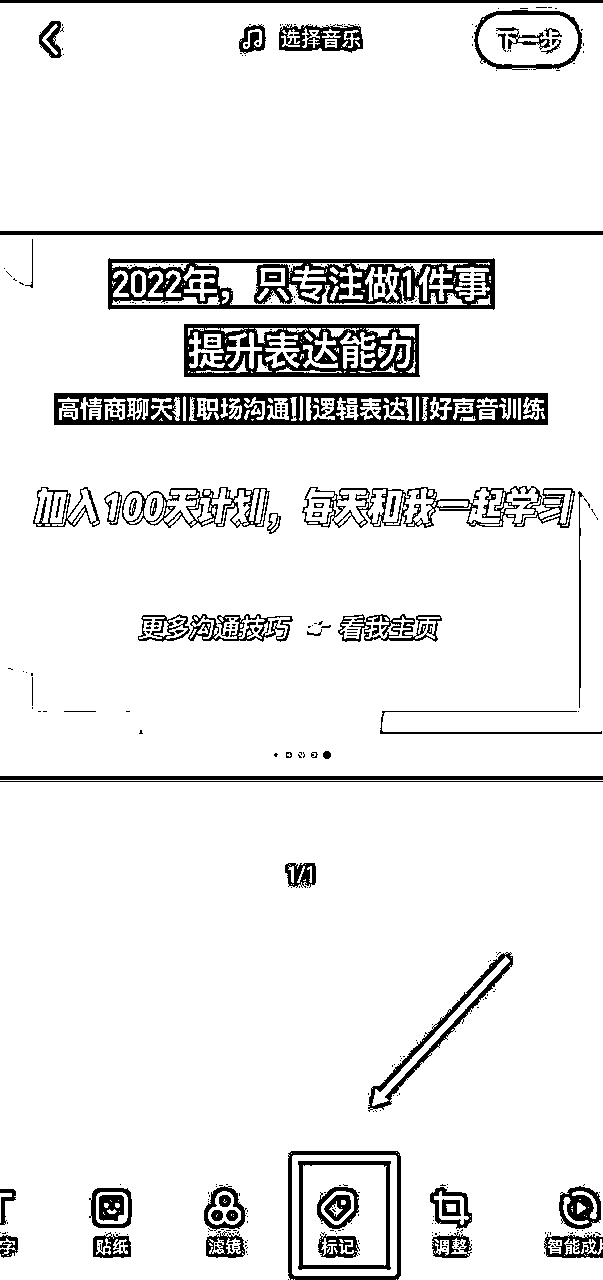 选择音乐
下一步
2022年，只专注做1件事
提升表达能力
高情商聊天||职场沟通||逻辑表达||好声音训练
加入100天计划，每天和我一起学习
更多沟通技巧 👉 看我主页
1/1
字
贴纸
滤镜
标记
调整
智能成片